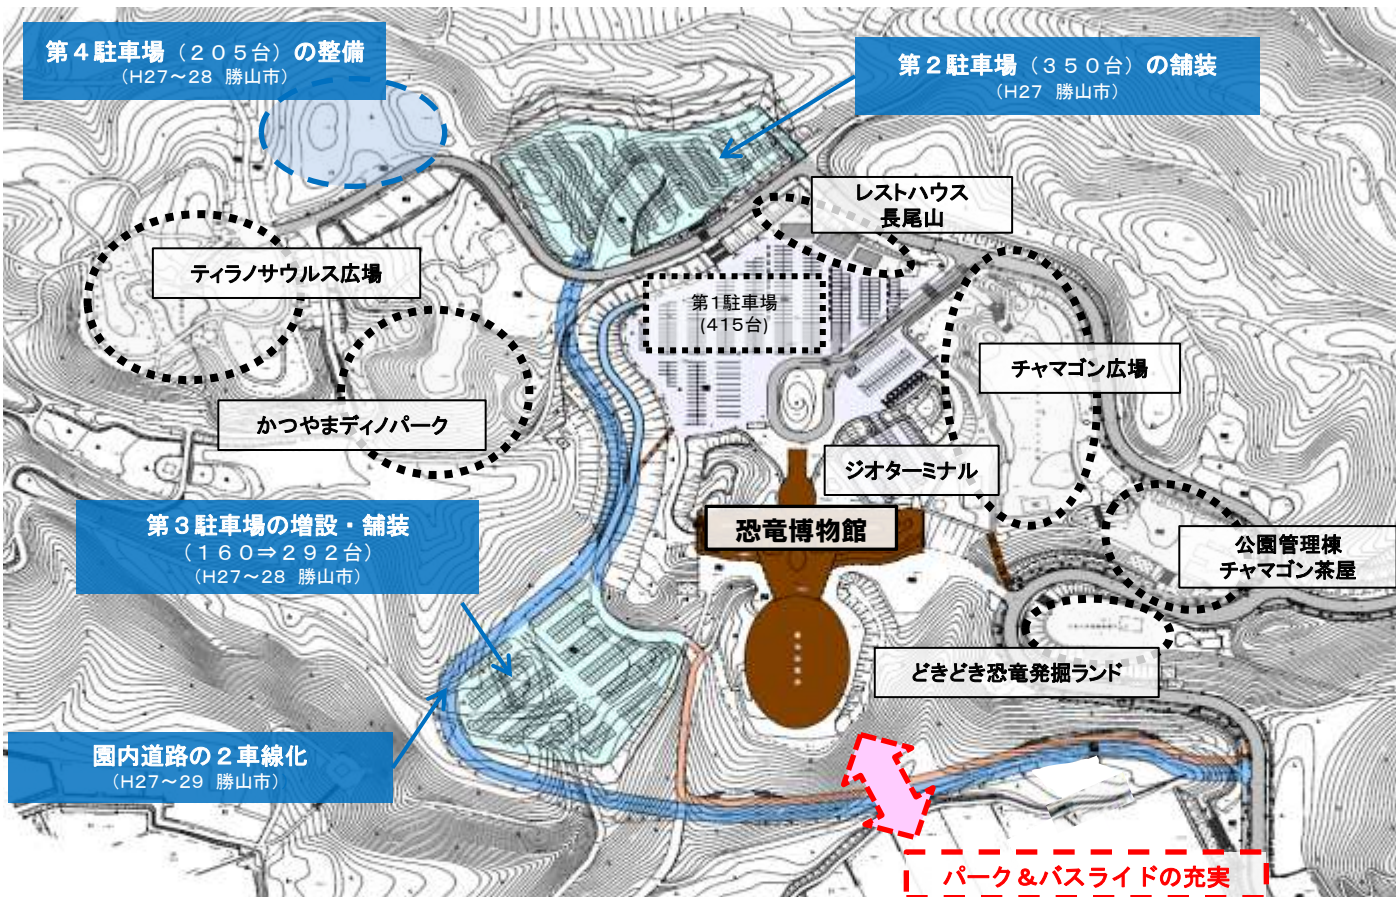 第４駐車場（２０５台）の整備
（H27～28 勝山市）
第２駐車場（３５０台）の舗装
（H27 勝山市）
レストハウス
長尾山
ティラノサウルス広場
第１駐車場
(415台)
チャマゴン広場
かつやまディノパーク
ジオターミナル
第３駐車場の増設・舗装
（１６０⇒２９２台）
（H27～28 勝山市）
恐竜博物館
公園管理棟
チャマゴン茶屋
どきどき恐竜発掘ランド
園内道路の２車線化
（H27～29 勝山市）
パーク＆バスライドの充実